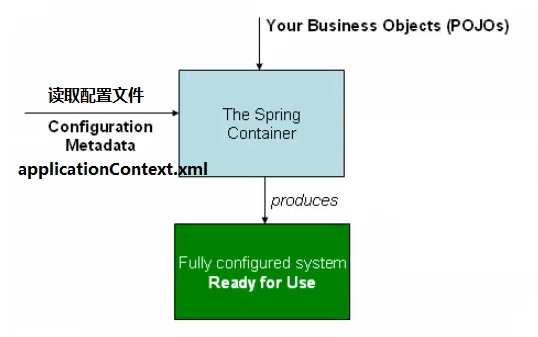 Your Business Objects (POJOs)
读取配置文件
Configuration
Metadata
applicationContext.xml
The Spring
Container
produces
Fully configured system
Ready for Use